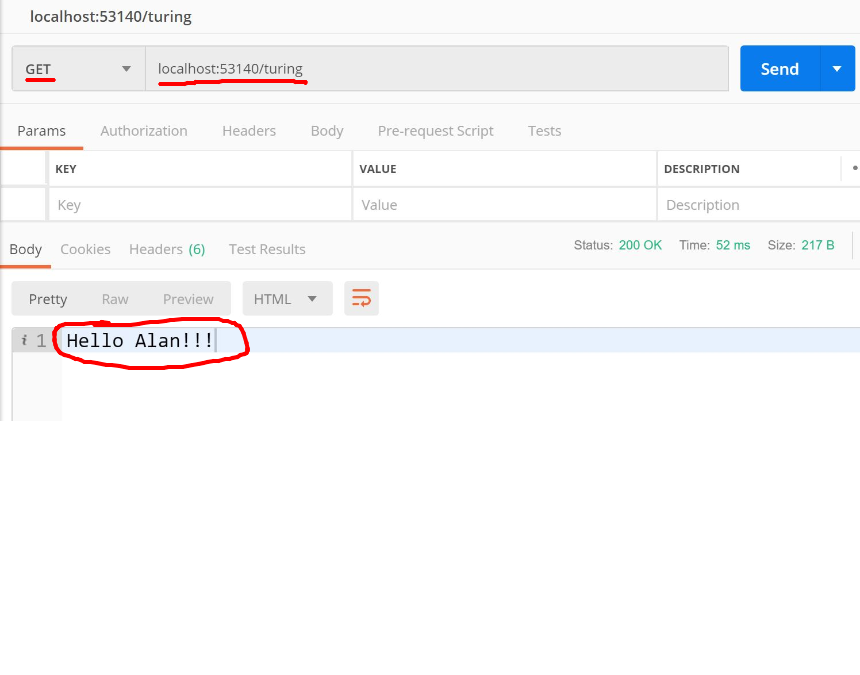 localhost:53140/turing
GET localhost:53140/turing Send
Params Authorization Headers Body Pre-request Script Tests
KEY VALUE DESCRIPTION
Key Value Description
Body Cookies Headers (6) Test Results Status: 200 OK Time: 52 ms Size: 217 B
Pretty Raw Preview HTML
i 1 Hello Alan!!!